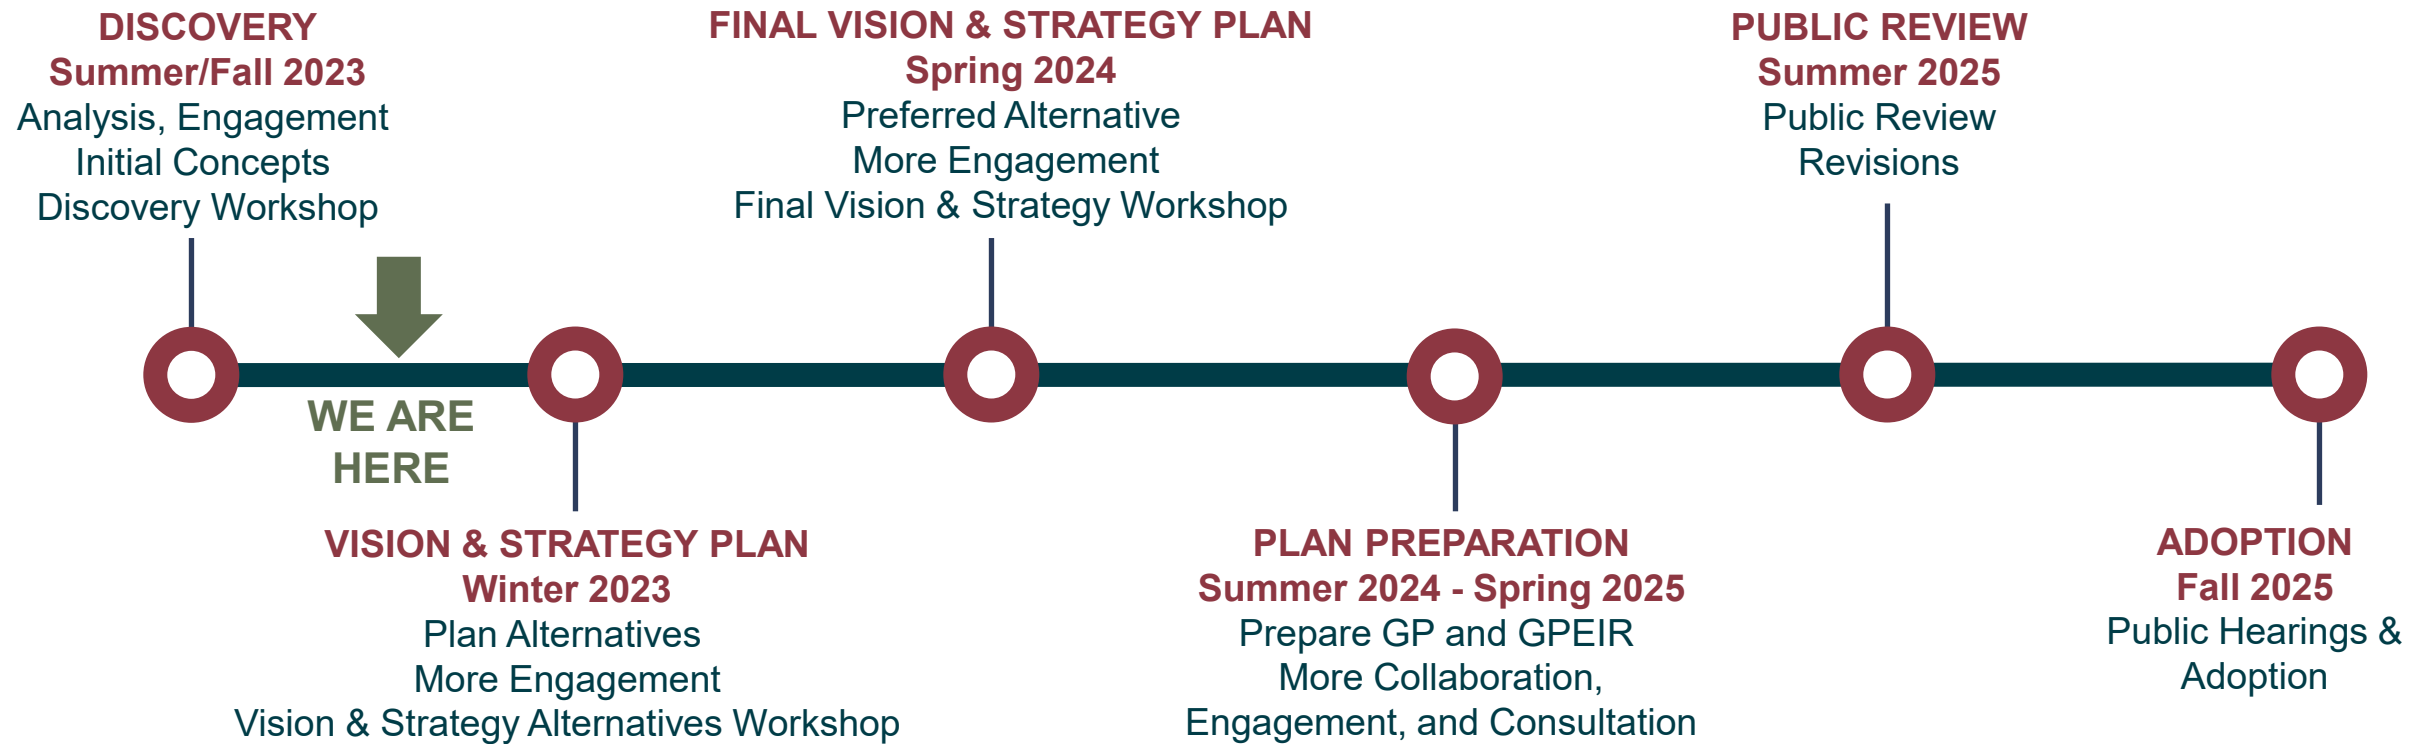 DISCOVERY
Summer/Fall 2023
Analysis, Engagement
Initial Concepts
Discovery Workshop
WE ARE
HERE
VISION & STRATEGY PLAN
Winter 2023
Plan Alternatives
More Engagement
Vision & Strategy Alternatives Workshop
FINAL VISION & STRATEGY PLAN
Spring 2024
Preferred Alternative
More Engagement
Final Vision & Strategy Workshop
PLAN PREPARATION
Summer 2024 - Spring 2025
Prepare GP and GPEIR
More Collaboration,
Engagement, and Consultation
PUBLIC REVIEW
Summer 2025
Public Review
Revisions
ADOPTION
Fall 2025
Public Hearings &
Adoption